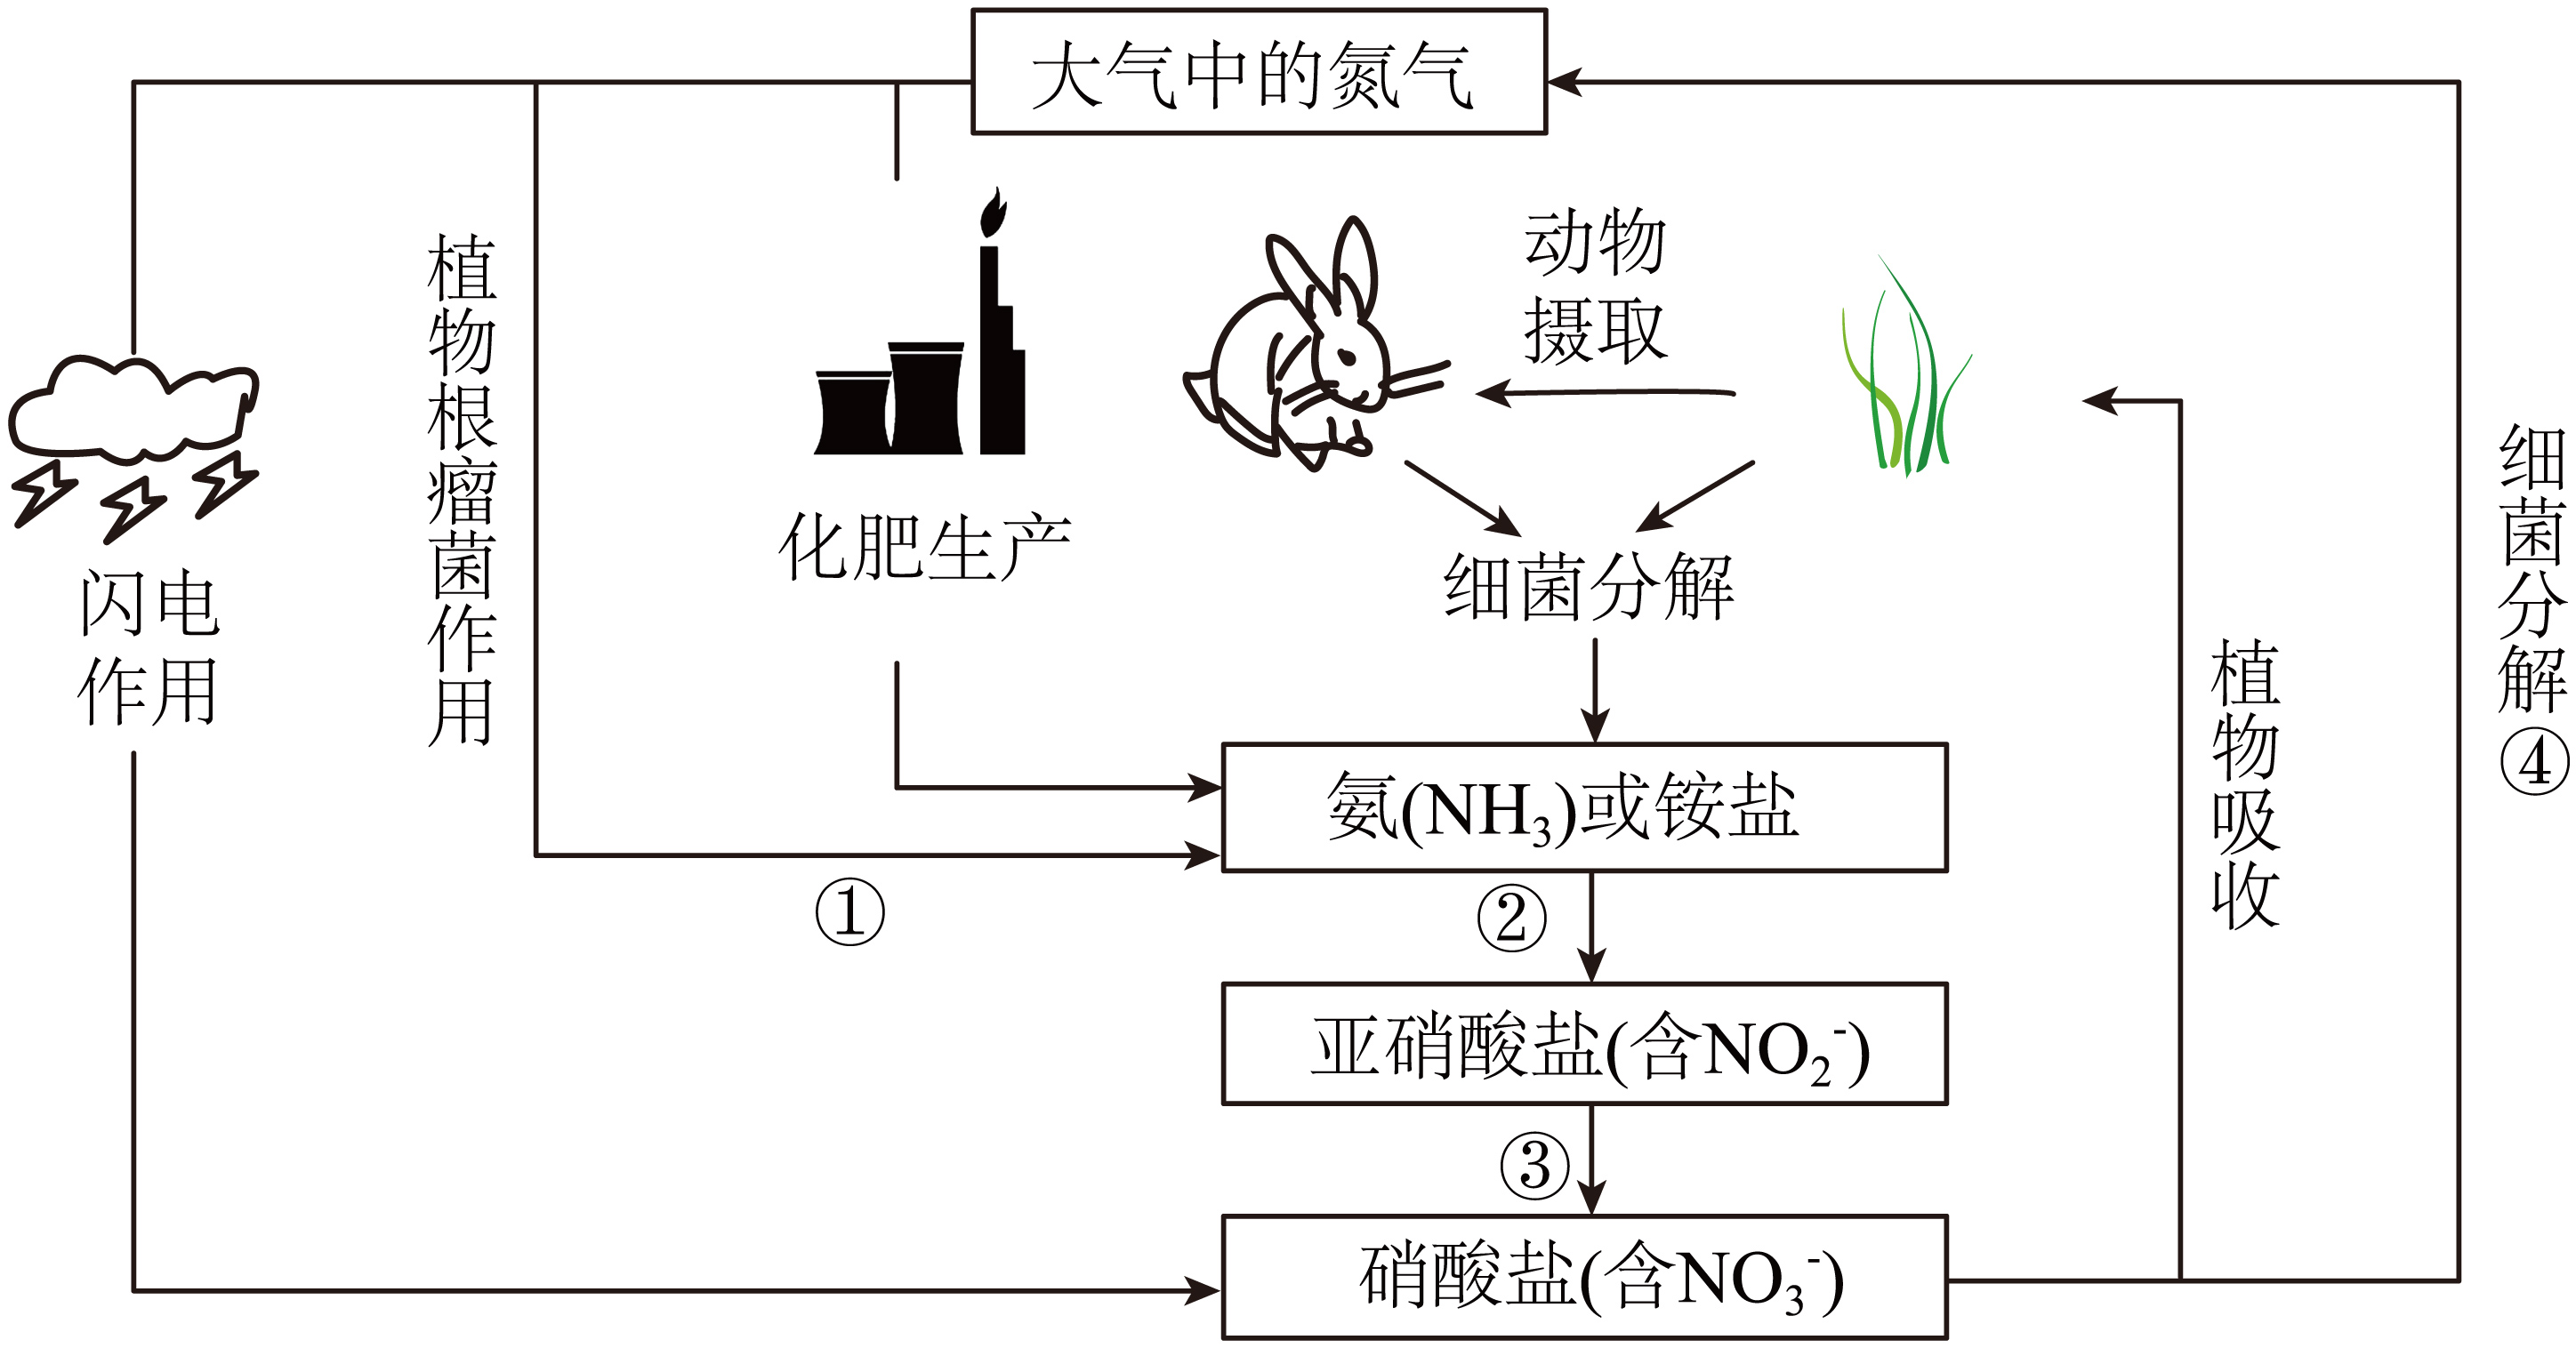 大气中的氮气
动物
摄取
植物根瘤菌作用
化肥生产
细菌分解
闪电
作用
细菌分解④
植物吸收
氨(NH₃)或铵盐
①
②
亚硝酸盐(含NO₂⁻)
③
硝酸盐(含NO₃⁻)